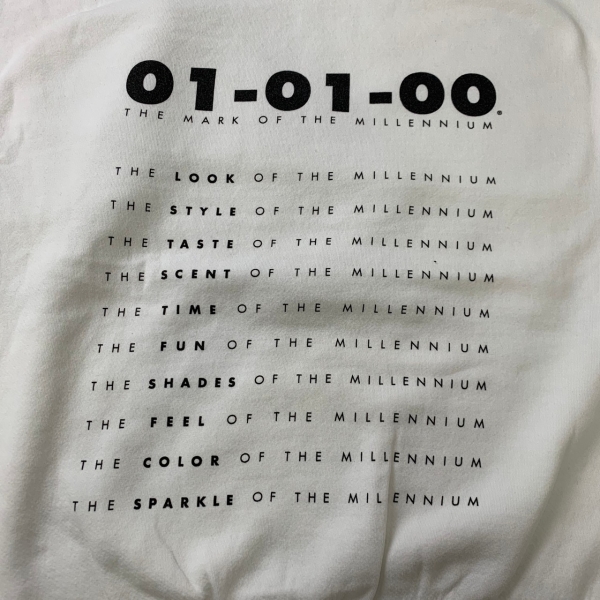 01-01-00®
THE MARK OF THE MILLENNIUM
THE LOOK OF THE MILLENNIUM
THE STYLE OF THE MILLENNIUM
THE TASTE OF THE MILLENNIUM
THE SCENT OF THE MILLENNIUM
THE TIME OF THE MILLENNIUM
THE FUN OF THE MILLENNIUM
THE SHADES OF THE MILLENNIUM
THE FEEL OF THE MILLENNIUM
THE COLOR OF THE MILLENNIUM
THE SPARKLE OF THE MILENNIUM